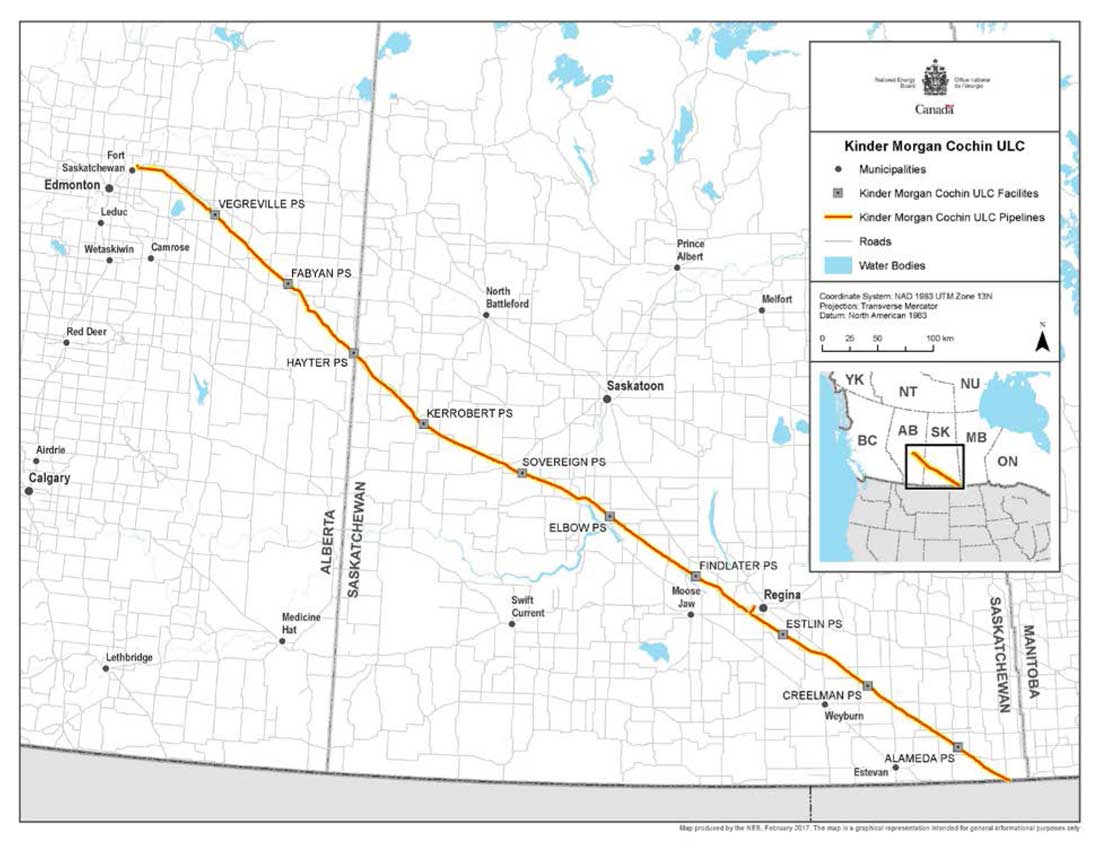 National Energy
Board
Office national
de l'énergie
Canada
Kinder Morgan Cochin ULC
Municipalities
Kinder Morgan Cochin ULC Facilites
Kinder Morgan Cochin ULC Pipelines
Roads
Water Bodies
Coordinate System: NAD 1983 UTM Zone 13N
Projection: Transverse Mercator
Datum: North American 1983
N
0 25 50 100 km
YK
NT
NU
BC
AB
SK
MB
ON
Fort
Saskatchewan
Edmonton
VEGREVILLE PS
Leduc
Wetaskiwin
Camrose
FABYAN PS
Prince
Albert
North
Battleford
Melfort
Red Deer
HAYTER PS
Saskatoon
KERROBERT PS
Airdrie
Calgary
SOVEREIGN PS
ELBOW PS
ALBERTA
SASKATCHEWAN
FINDLATER PS
Moose
Jaw
Regina
Swift
Current
Medicine
Hat
ESTLIN PS
SASKATCHEWAN
MANITOBA
Lethbridge
CREELMAN PS
Weyburn
ALAMEDA PS
Estevan
Map produced by the NEB, February 2017. The map is a graphical representation intended for general informational purposes only